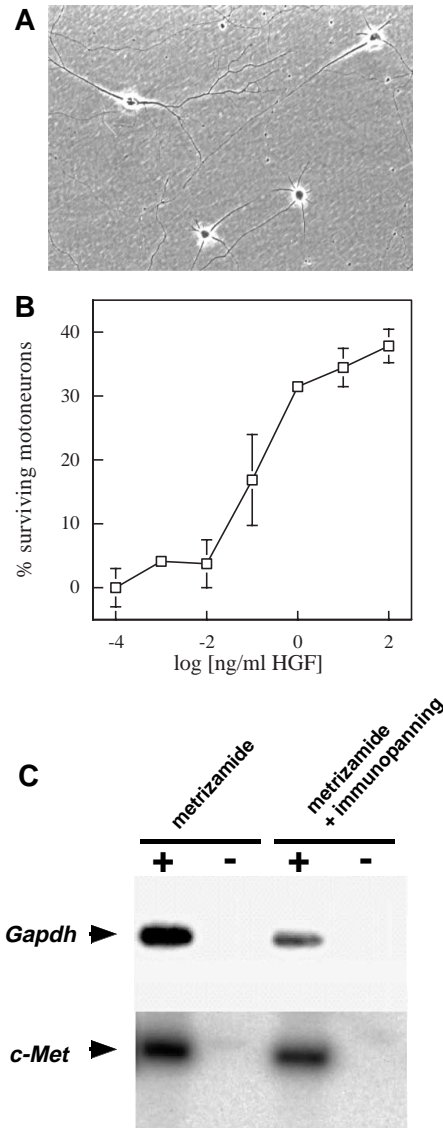 A
B
% surviving motoneurons
40
30
20
10
0
-4
-2
0
2
log [ng/ml HGF]
C
metrizamide
metrizamide
+ immunopanning
+ - + -
Gapdh
c-Met